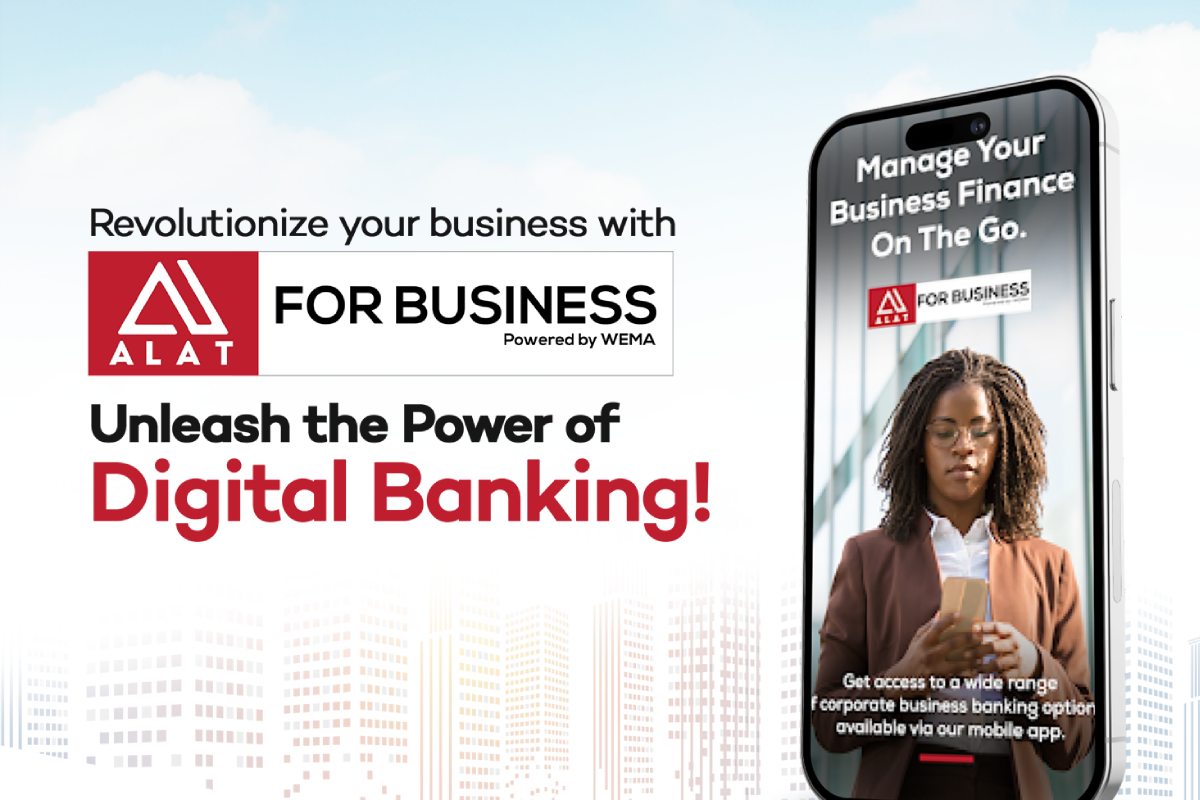 Revolutionize your business with
ALAT
FOR BUSINESS
Powered by WEMA
Unleash the Power of
Digital Banking!
Manage Your
Business Finance
On The Go.
ALAT
FOR BUSINESS
Get access to a wide range
f corporate business banking option
available via our mobile app.